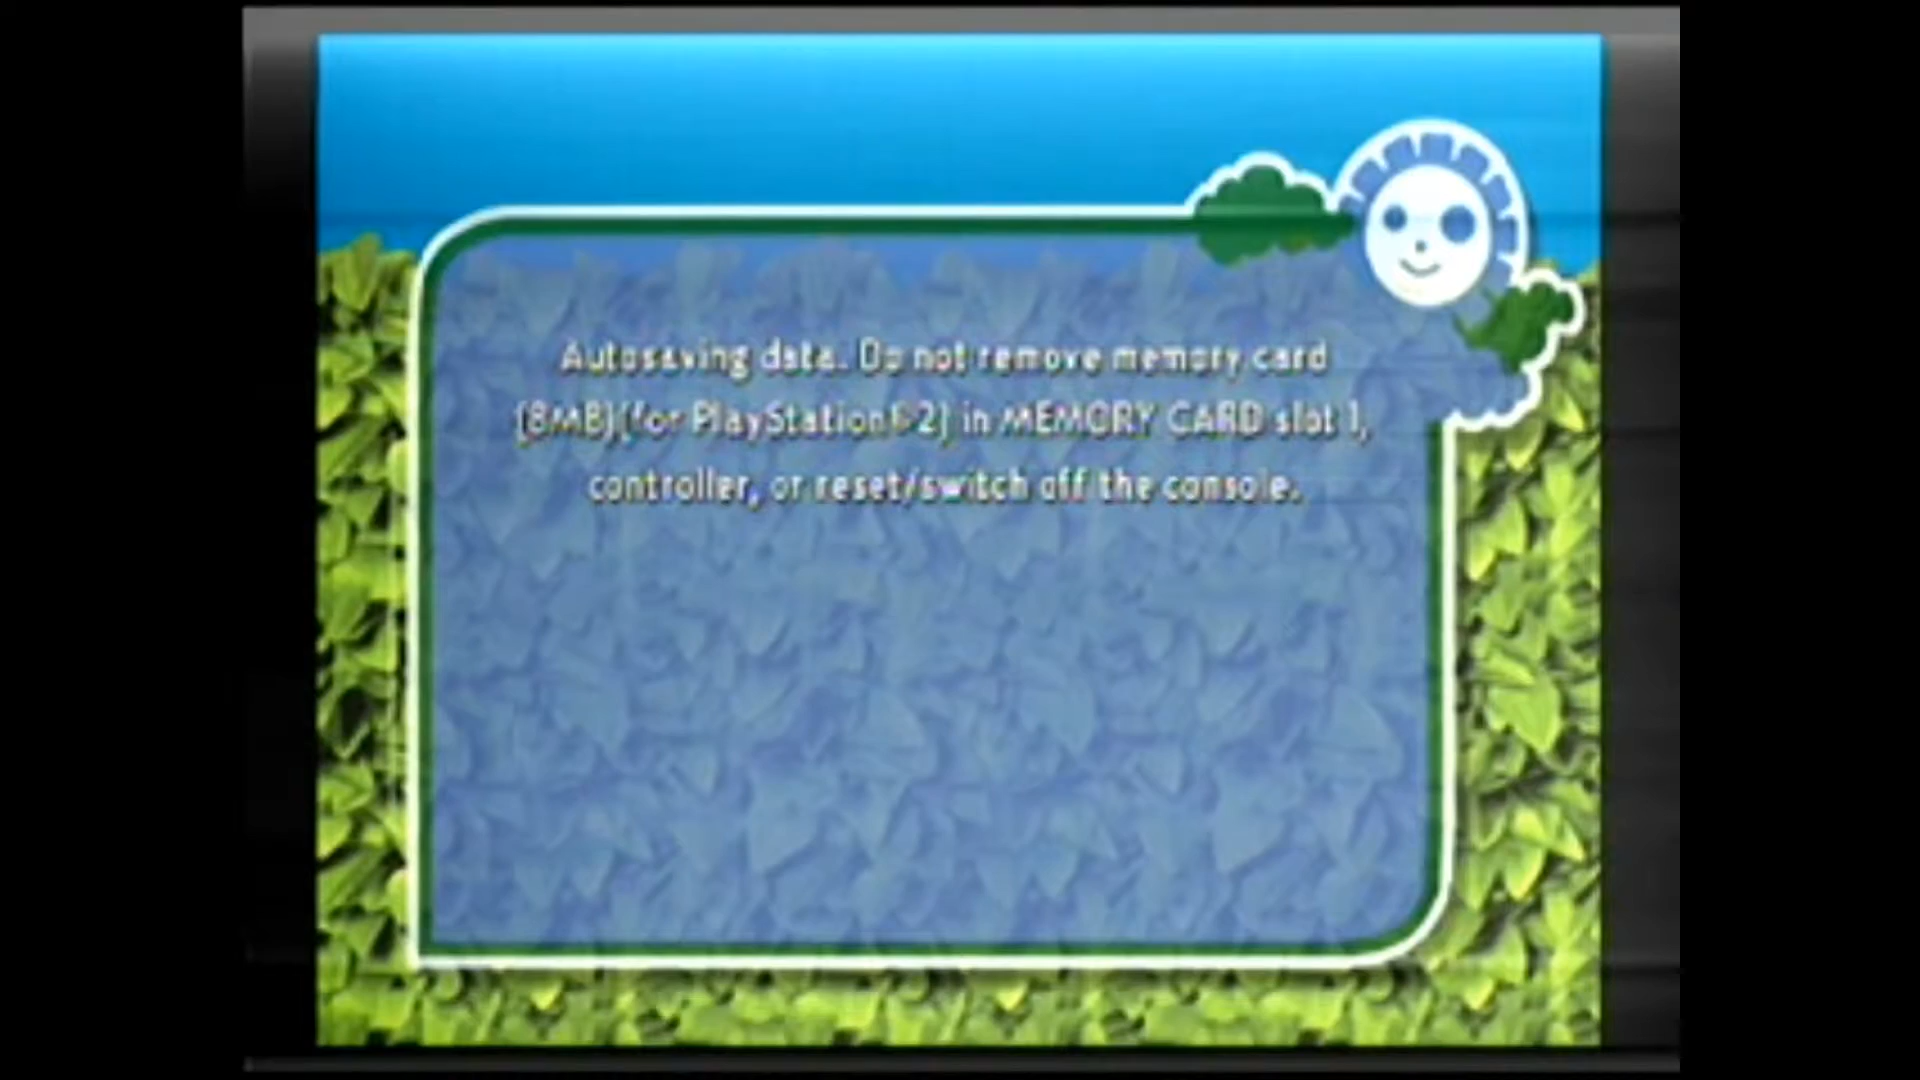 Autosaving data. Do not remove memory card
(8MB)(for PlayStation®2) in MEMORY CARD slot 1,
controller, or reset/switch off the console.